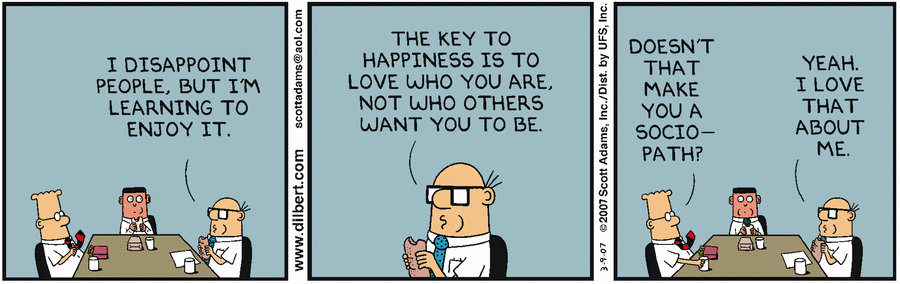 I DISAPPOINT
PEOPLE, BUT I'M
LEARNING TO
ENJOY IT.
www.dilbert.com scottadams@aol.com
THE KEY TO
HAPPINESS IS TO
LOVE WHO YOU ARE,
NOT WHO OTHERS
WANT YOU TO BE.
3-9-07 ©2007 Scott Adams, Inc./Dist. by UFS, Inc.
DOESN'T
THAT
MAKE
YOU A
SOCIO-
PATH?
YEAH.
I LOVE
THAT
ABOUT
ME.